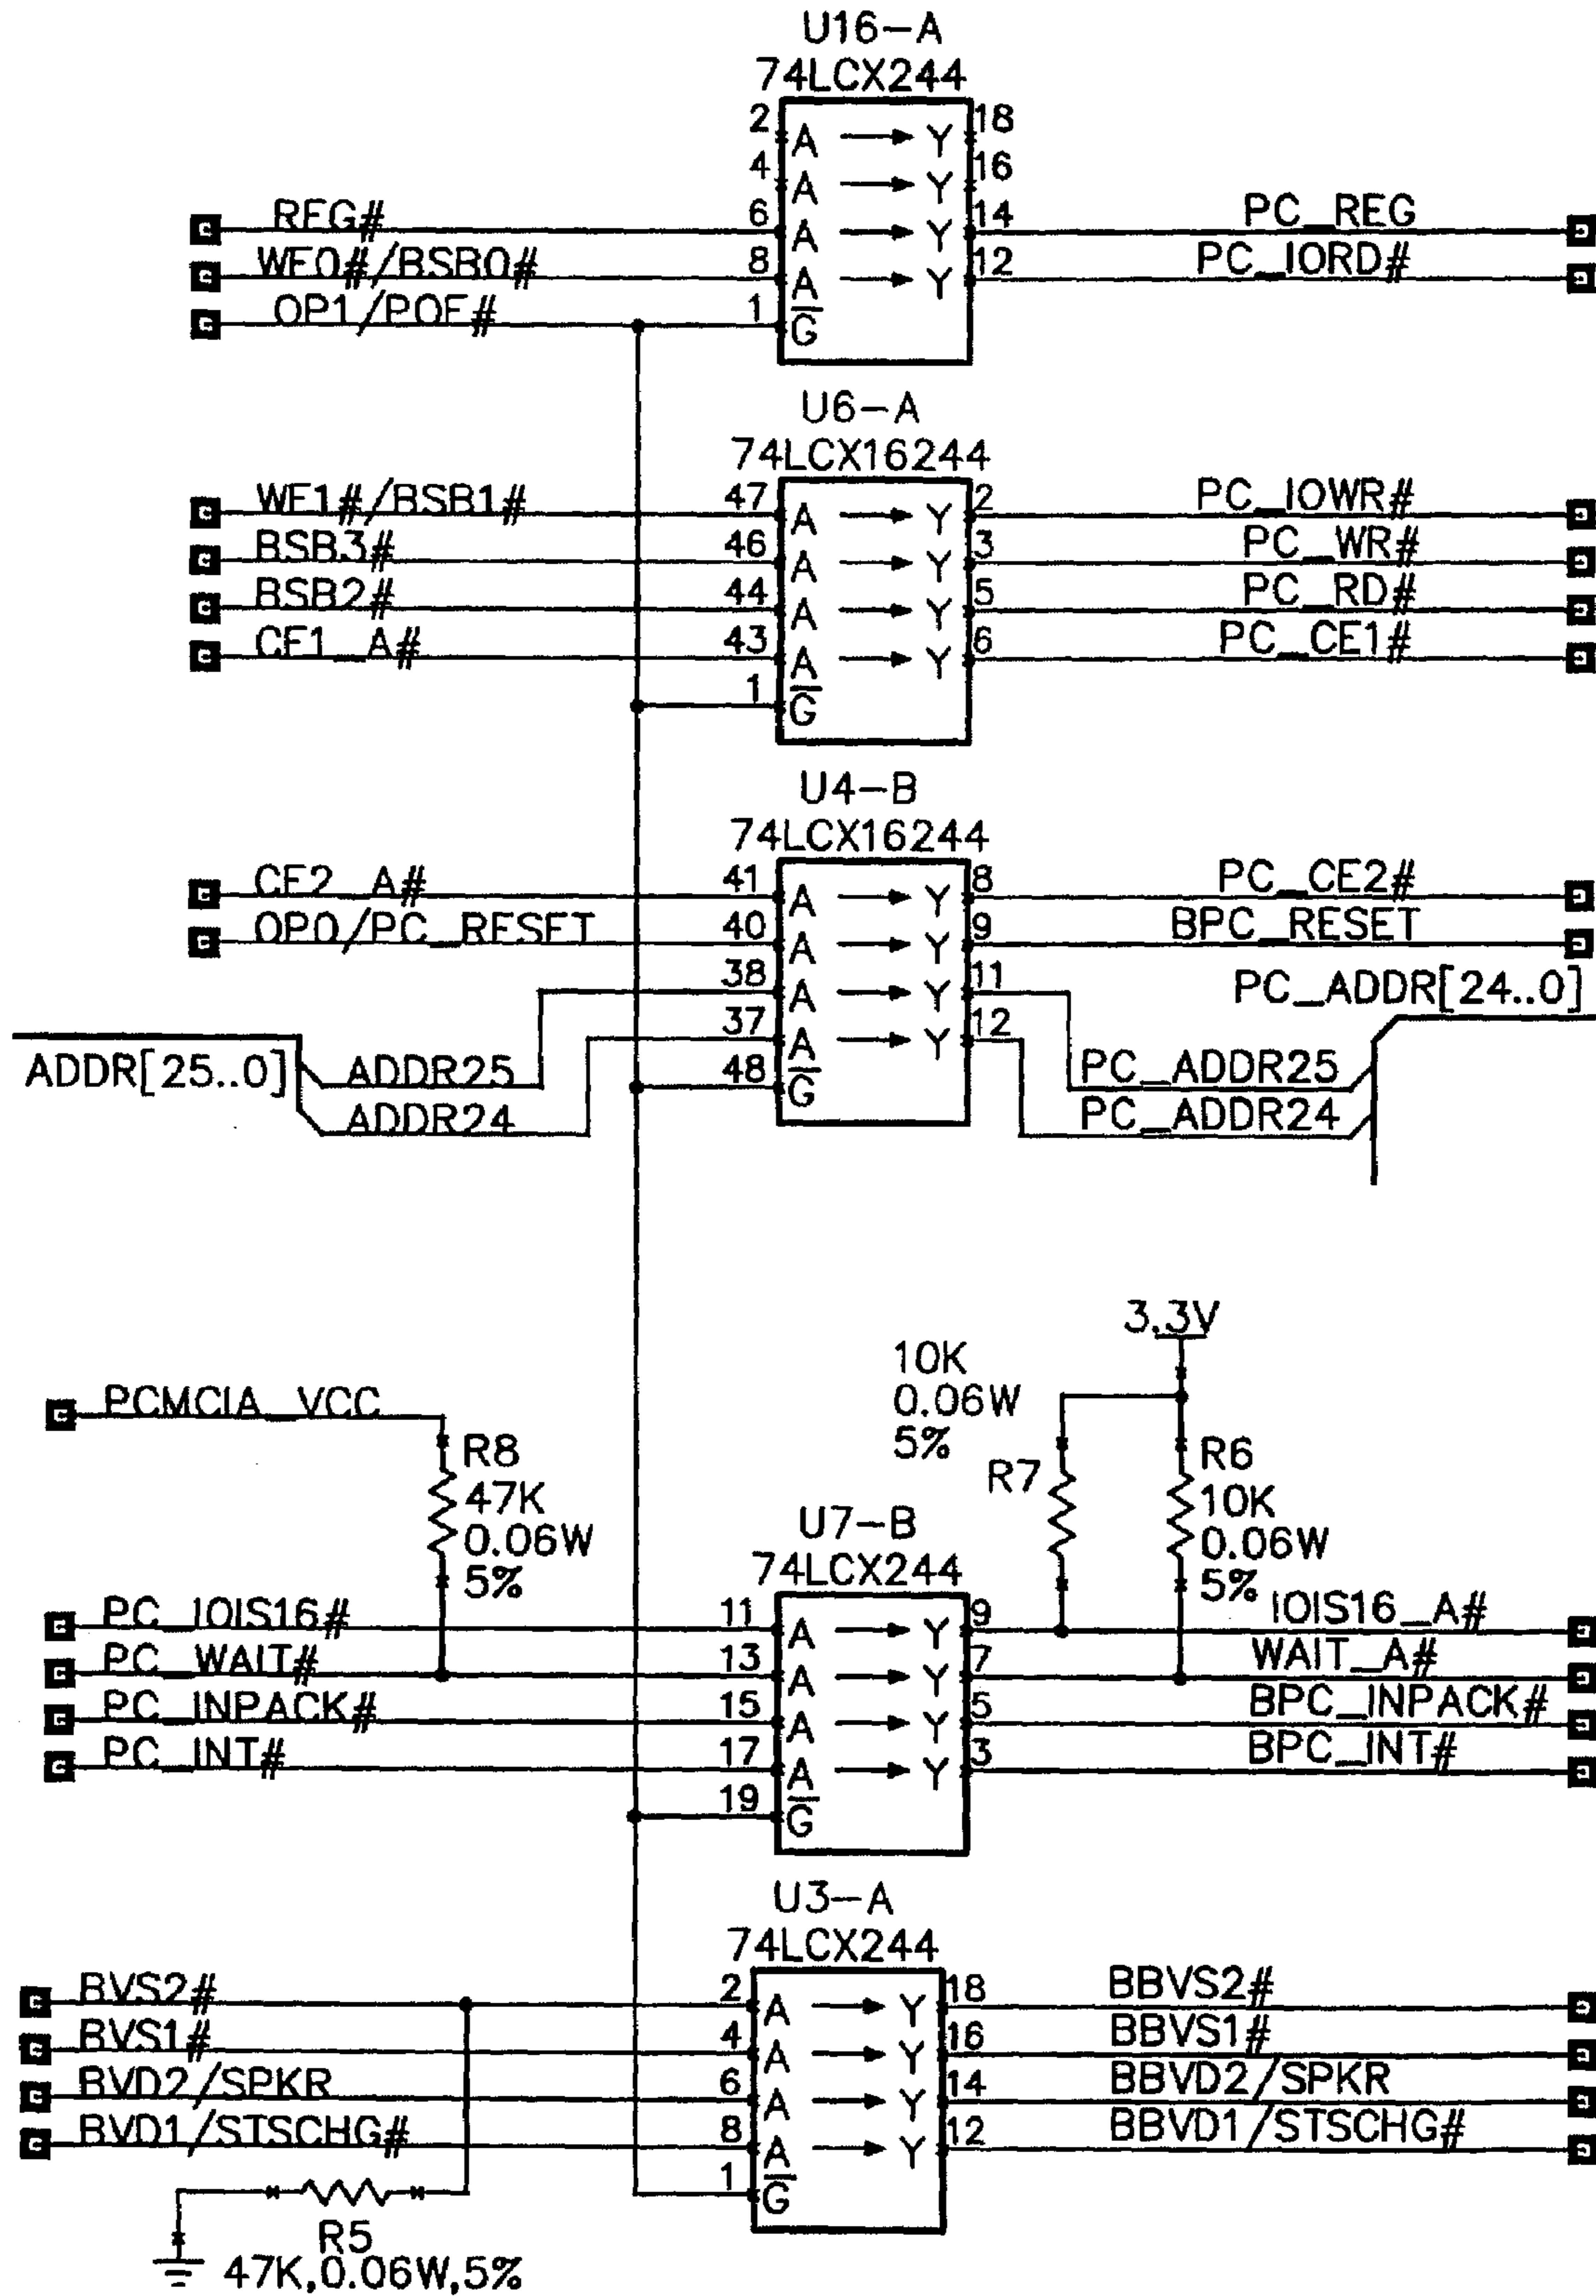 U16-A
74LCX244
2 A Y 18
4 A Y 16
REG# 6 A Y 14 PC_REG
WE0#/BSB0# 8 A Y 12 PC_IORD#
OP1/POE# 1 G
U6-A
74LCX16244
WE1#/BSB1# 47 A Y 2 PC_IOWR#
BSB3# 46 A Y 3 PC_WR#
BSB2# 44 A Y 5 PC_RD#
CE1_A# 43 A Y 6 PC_CE1#
1 G
U4-B
74LCX16244
CE2_A# 41 A Y 8 PC_CE2#
OP0/PC_RESET 40 A Y 9 BPC_RESET
38 A Y 11 PC_ADDR[24..0]
37 A Y 12
ADDR[25..0] ADDR25 48 G PC_ADDR25
ADDR24 PC_ADDR24
3.3V
10K
0.06W
5%
PCMCIA_VCC
R8
47K
0.06W
5%
R7
R6
10K
0.06W
5%
U7-B
74LCX244
PC_IOIS16# 11 A Y 9 IOIS16_A#
PC_WAIT# 13 A Y 7 WAIT_A#
PC_INPACK# 15 A Y 5 BPC_INPACK#
PC_INT# 17 A Y 3 BPC_INT#
19 G
U3-A
74LCX244
BVS2# 2 A Y 18 BBVS2#
BVS1# 4 A Y 16 BBVS1#
BVD2/SPKR 6 A Y 14 BBVD2/SPKR
BVD1/STSCHG# 8 A Y 12 BBVD1/STSCHG#
1 G
R5
47K,0.06W,5%